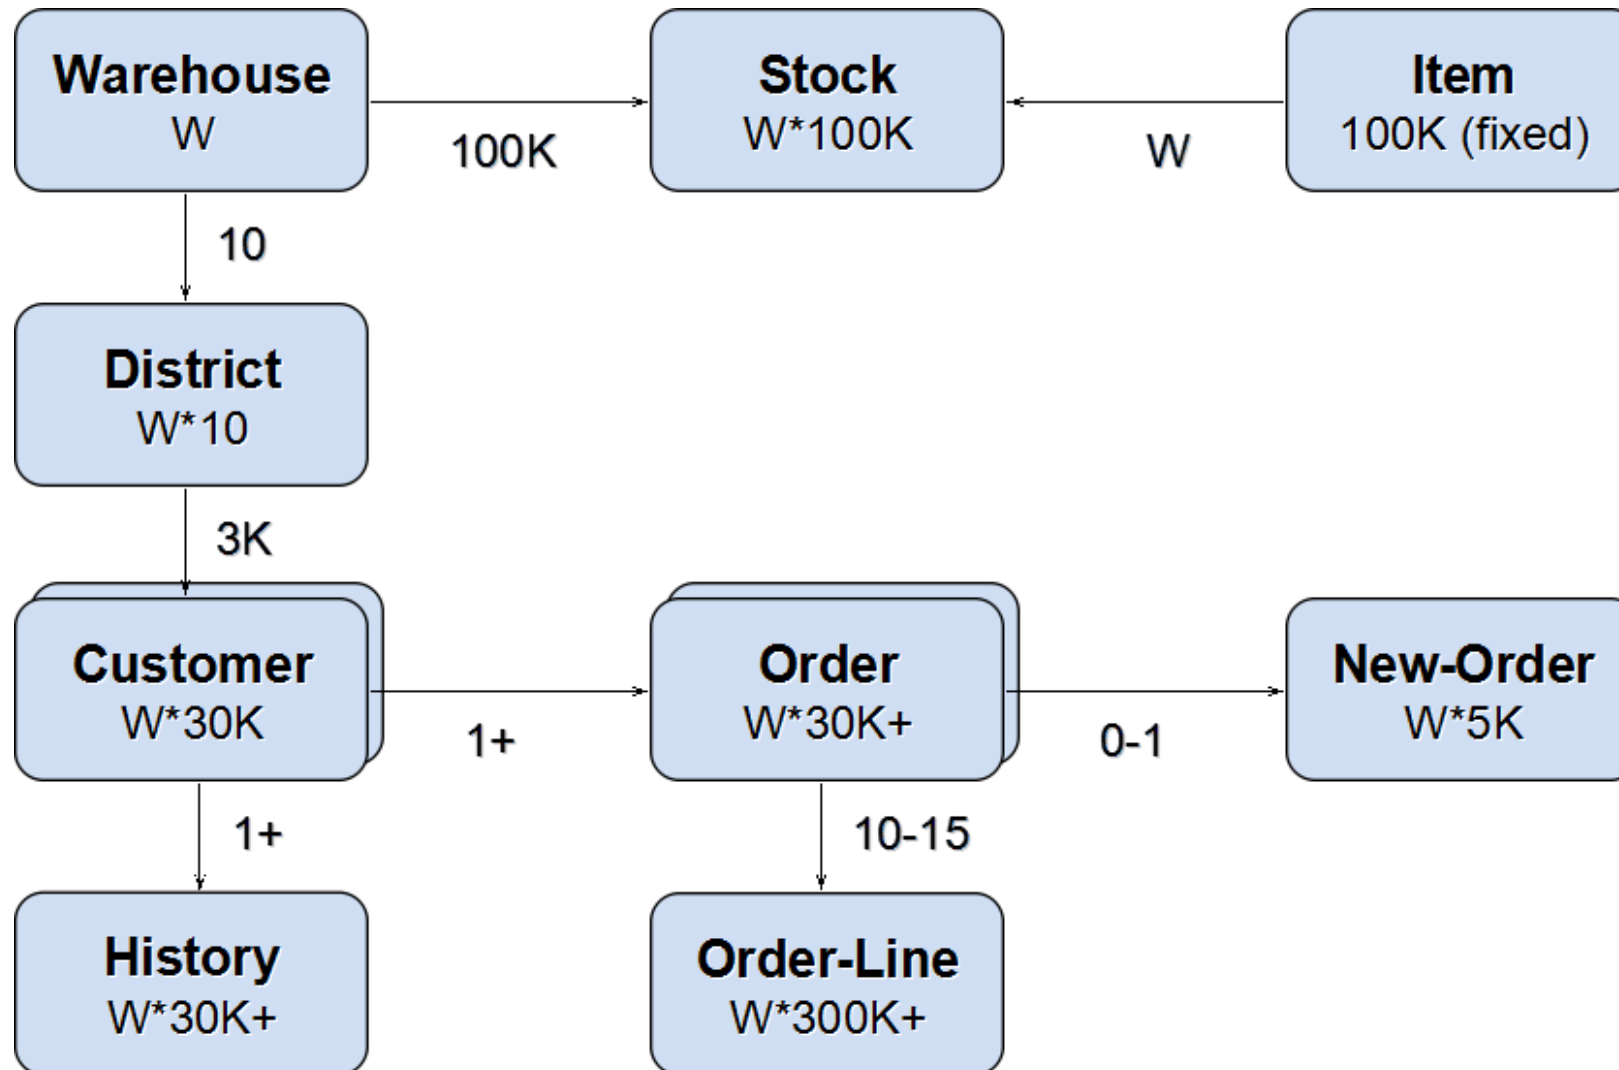 Warehouse
W
100K
Stock
W*100K
W
Item
100K (fixed)
10
District
W*10
3K
Customer
W*30K
1+
Order
W*30K+
0-1
New-Order
W*5K
1+
10-15
History
W*30K+
Order-Line
W*300K+